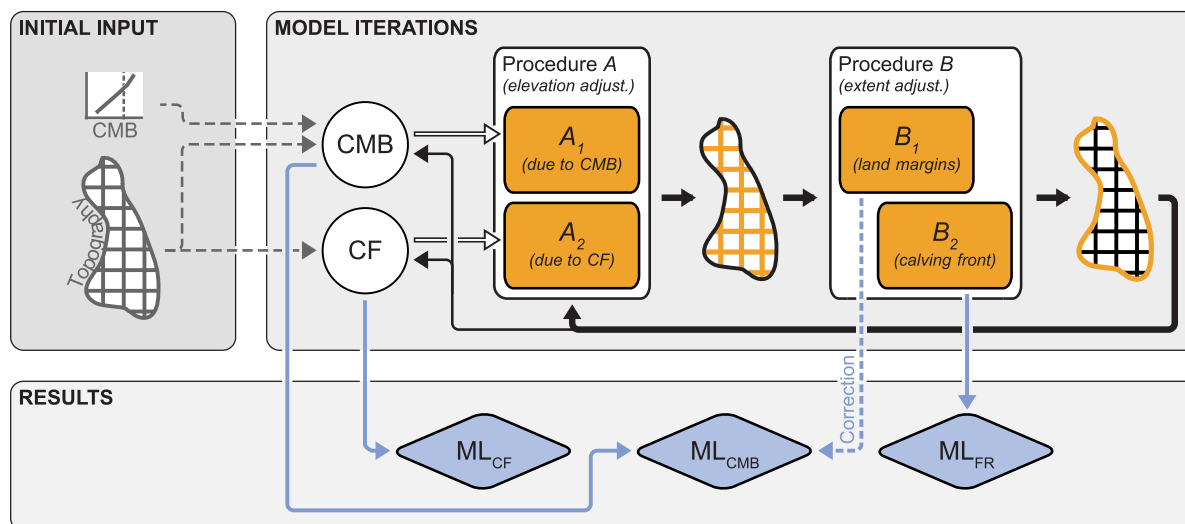 INITIAL INPUT
CMB
Topography
MODEL ITERATIONS
CMB
CF
Procedure A
(elevation adjust.)
A1
(due to CMB)
A2
(due to CF)
Procedure B
(extent adjust.)
B1
(land margins)
B2
(calving front)
RESULTS
Correction
MLCF
MLCMB
MLFR